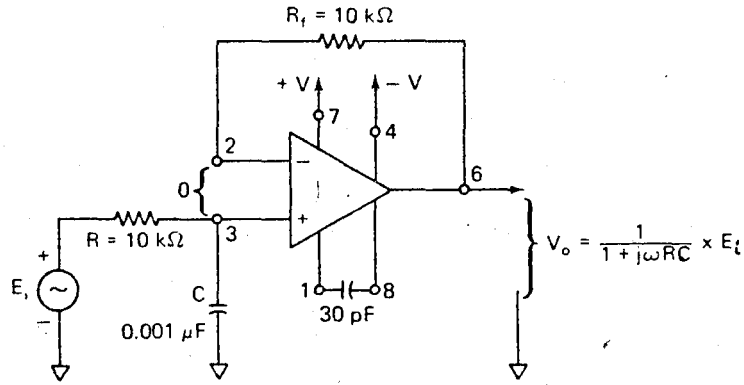 R_f = 10 kΩ
+ V
− V
7
4
2
6
−
0
+
3
R = 10 kΩ
V_o = 1/(1 + jωRC) × E_i
+
E_i
−
C
0.001 μF
1
8
30 pF